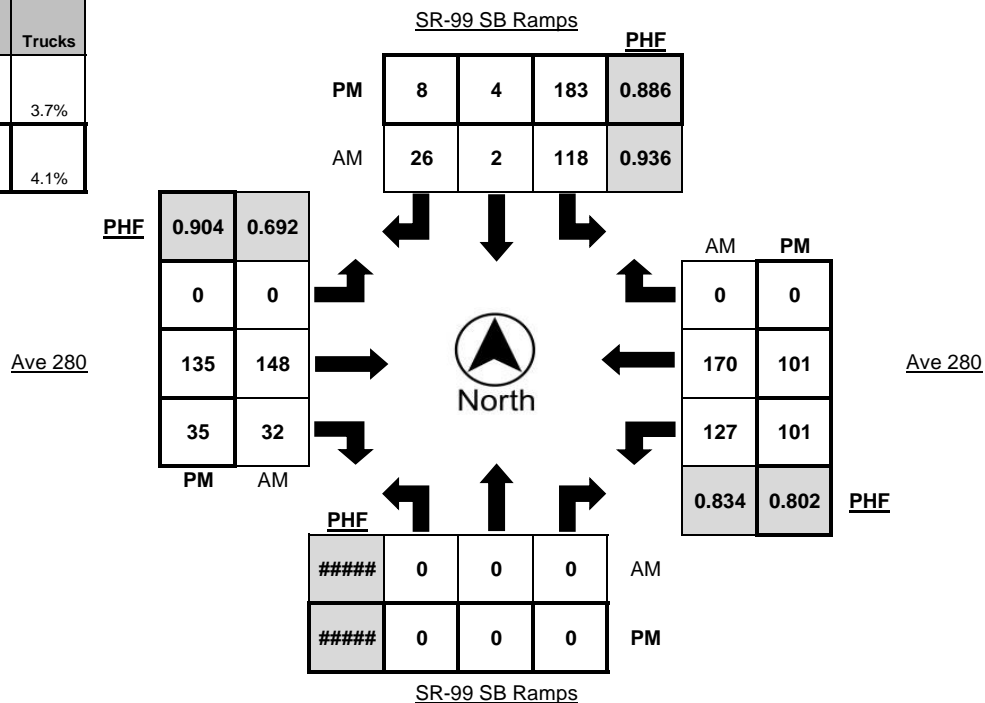 SR-99 SB Ramps
Trucks
PHF
PM 8 4 183 0.886
3.7%
AM 26 2 118 0.936
4.1%
PHF 0.904 0.692
AM PM
0 0
0 0
Ave 280
135 148
North
170 101
Ave 280
35 32
127 101
PM AM
0.834 0.802 PHF
PHF
##### 0 0 0 AM
##### 0 0 0 PM
SR-99 SB Ramps